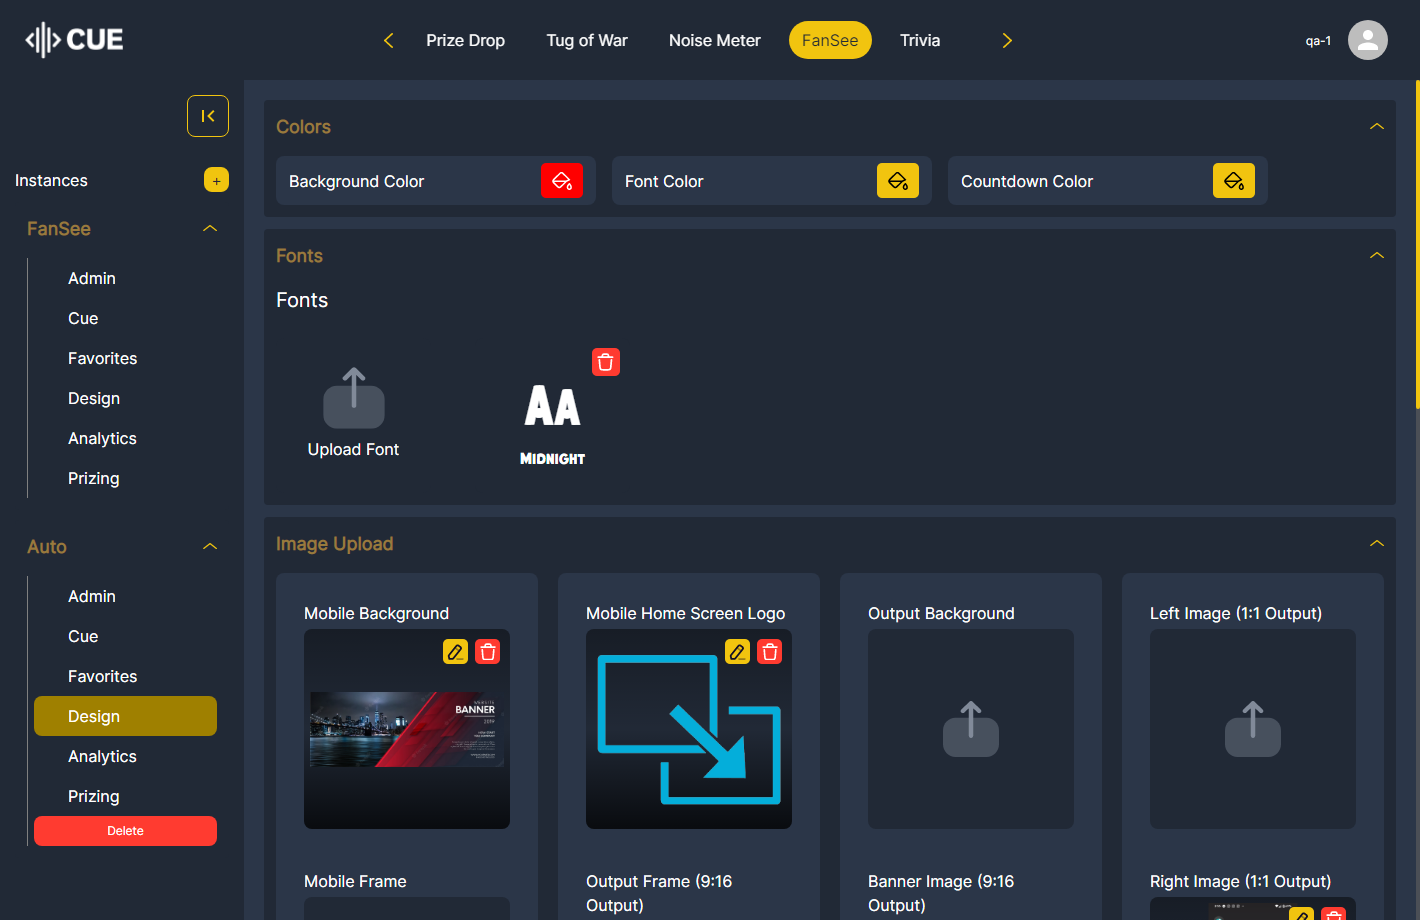 CUE
Prize Drop
Tug of War
Noise Meter
FanSee
Trivia
qa-1
Instances
+
FanSee
Admin
Cue
Favorites
Design
Analytics
Prizing
Auto
Admin
Cue
Favorites
Design
Analytics
Prizing
Delete
Colors
Background Color
Font Color
Countdown Color
Fonts
Fonts
Upload Font
AA
MIDNIGHT
Image Upload
Mobile Background
WEBSITE
BANNER
2019
Mobile Home Screen Logo
Output Background
Left Image (1:1 Output)
Mobile Frame
Output Frame (9:16
Output)
Banner Image (9:16
Output)
Right Image (1:1 Output)